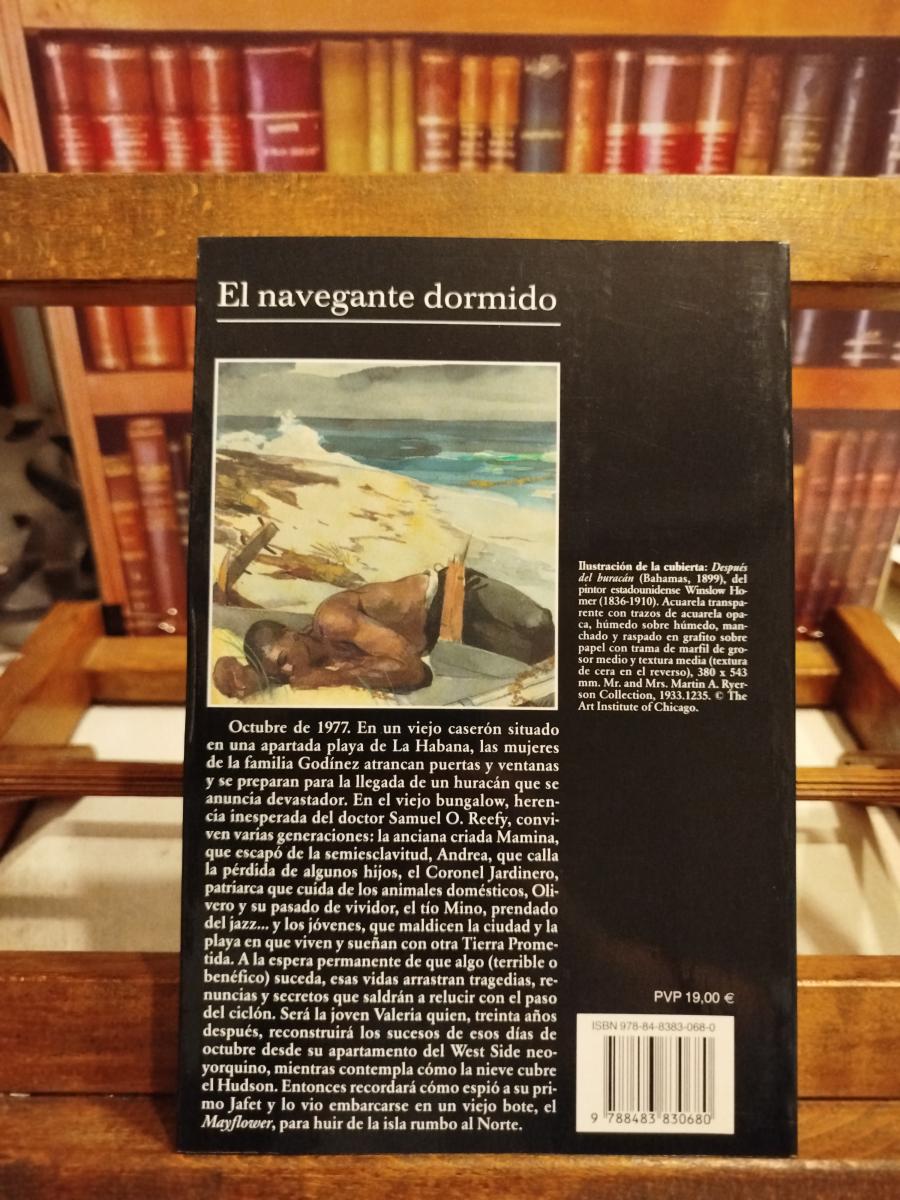 El navegante dormido
Ilustración de la cubierta: Después
del huracán (Bahamas, 1899), del
pintor estadounidense Winslow Ho-
mer (1836-1910). Acuarela transpa-
rente con trazos de acuarela opa-
ca, húmedo sobre húmedo, man-
chado y raspado en grafito sobre
papel con trama de marfil de gro-
sor medio y textura media (textura
de cera en el reverso), 380 x 543
mm. Mr. and Mrs. Martin A. Ryer-
son Collection, 1933.1235. © The
Art Institute of Chicago.
Octubre de 1977. En un viejo caserón situado
en una apartada playa de La Habana, las mujeres
de la familia Godínez atrancan puertas y ventanas
y se preparan para la llegada de un huracán que se
anuncia devastador. En el viejo bungalow, heren-
cia inesperada del doctor Samuel O. Reefy, convi-
ven varias generaciones: la anciana criada Mamina,
que escapó de la semiesclavitud, Andrea, que calla
la pérdida de algunos hijos, el Coronel Jardinero,
patriarca que cuida de los animales domésticos, Oli-
vero y su pasado de vividor, el tío Mino, prendado
del jazz... y los jóvenes, que maldicen la ciudad y la
playa en que viven y sueñan con otra Tierra Prome-
tida. A la espera permanente de que algo (terrible o
benéfico) suceda, esas vidas arrastran tragedias, re-
nuncias y secretos que saldrán a relucir con el paso
del ciclón. Será la joven Valeria quien, treinta años
después, reconstruirá los sucesos de esos días de
octubre desde su apartamento del West Side neo-
yorquino, mientras contempla cómo la nieve cubre
el Hudson. Entonces recordará cómo espió a su pri-
mo Jafet y lo vio embarcarse en un viejo bote, el
Mayflower, para huir de la isla rumbo al Norte.
PVP 19,00 €
ISBN 978-84-8383-068-0
9 788483 830680